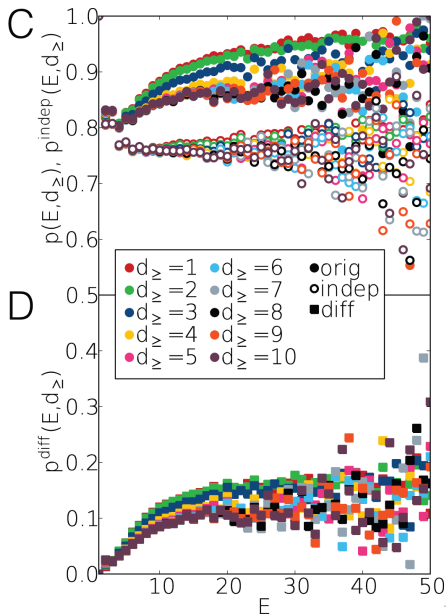 C
1.0
0.9
0.8
0.7
0.6
0.5
p(E,d≥), p^indep(E,d≥)
d≥=1
d≥=2
d≥=3
d≥=4
d≥=5
d≥=6
d≥=7
d≥=8
d≥=9
d≥=10
orig
indep
diff
D
0.4
0.3
0.2
0.1
0.0
p^diff(E,d≥)
10 20 30 40 50
E